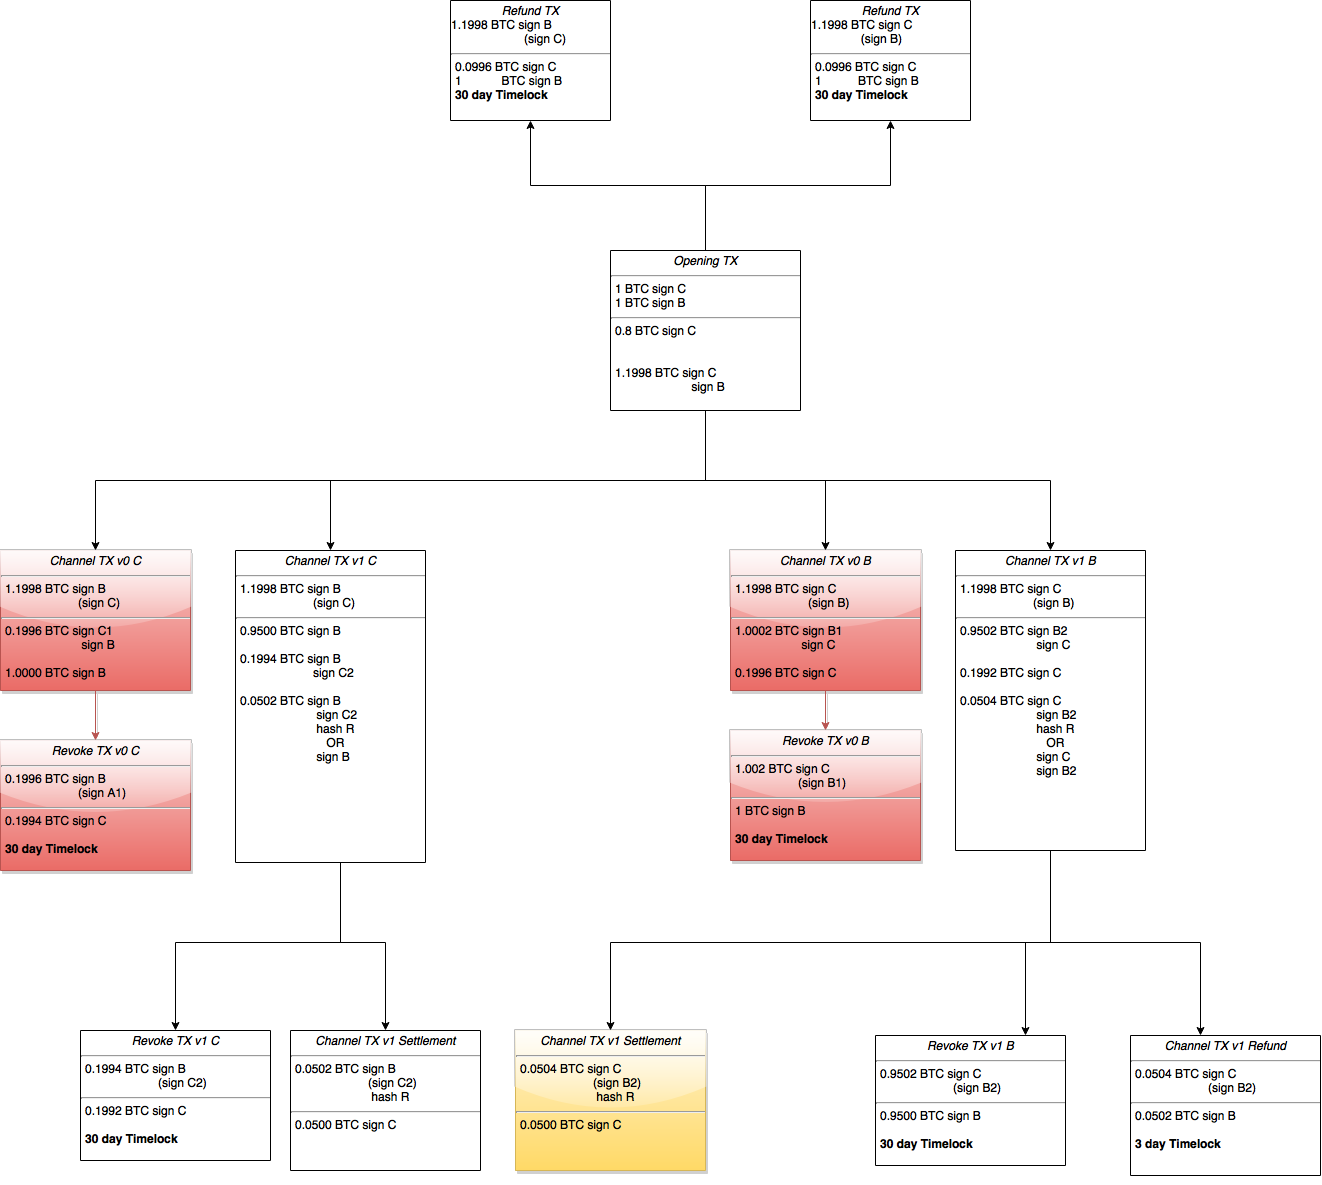 Refund TX
1.1998 BTC sign B
(sign C)
0.0996 BTC sign C
1 BTC sign B
30 day Timelock
Refund TX
1.1998 BTC sign C
(sign B)
0.0996 BTC sign C
1 BTC sign B
30 day Timelock
Opening TX
1 BTC sign C
1 BTC sign B
0.8 BTC sign C
1.1998 BTC sign C
sign B
Channel TX v0 C
1.1998 BTC sign B
(sign C)
0.1996 BTC sign C1
sign B
1.0000 BTC sign B
Channel TX v1 C
1.1998 BTC sign B
(sign C)
0.9500 BTC sign B
0.1994 BTC sign B
sign C2
0.0502 BTC sign B
sign C2
hash R
OR
sign B
Channel TX v0 B
1.1998 BTC sign C
(sign B)
1.0002 BTC sign B1
sign C
0.1996 BTC sign C
Channel TX v1 B
1.1998 BTC sign C
(sign B)
0.9502 BTC sign B2
sign C
0.1992 BTC sign C
0.0504 BTC sign C
sign B2
hash R
OR
sign C
sign B2
Revoke TX v0 C
0.1996 BTC sign B
(sign A1)
0.1994 BTC sign C
30 day Timelock
Revoke TX v0 B
1.002 BTC sign C
(sign B1)
1 BTC sign B
30 day Timelock
Revoke TX v1 C
0.1994 BTC sign B
(sign C2)
0.1992 BTC sign C
30 day Timelock
Channel TX v1 Settlement
0.0502 BTC sign B
(sign C2)
hash R
0.0500 BTC sign C
Channel TX v1 Settlement
0.0504 BTC sign C
(sign B2)
hash R
0.0500 BTC sign C
Revoke TX v1 B
0.9502 BTC sign C
(sign B2)
0.9500 BTC sign B
30 day Timelock
Channel TX v1 Refund
0.0504 BTC sign C
(sign B2)
0.0502 BTC sign B
3 day Timelock